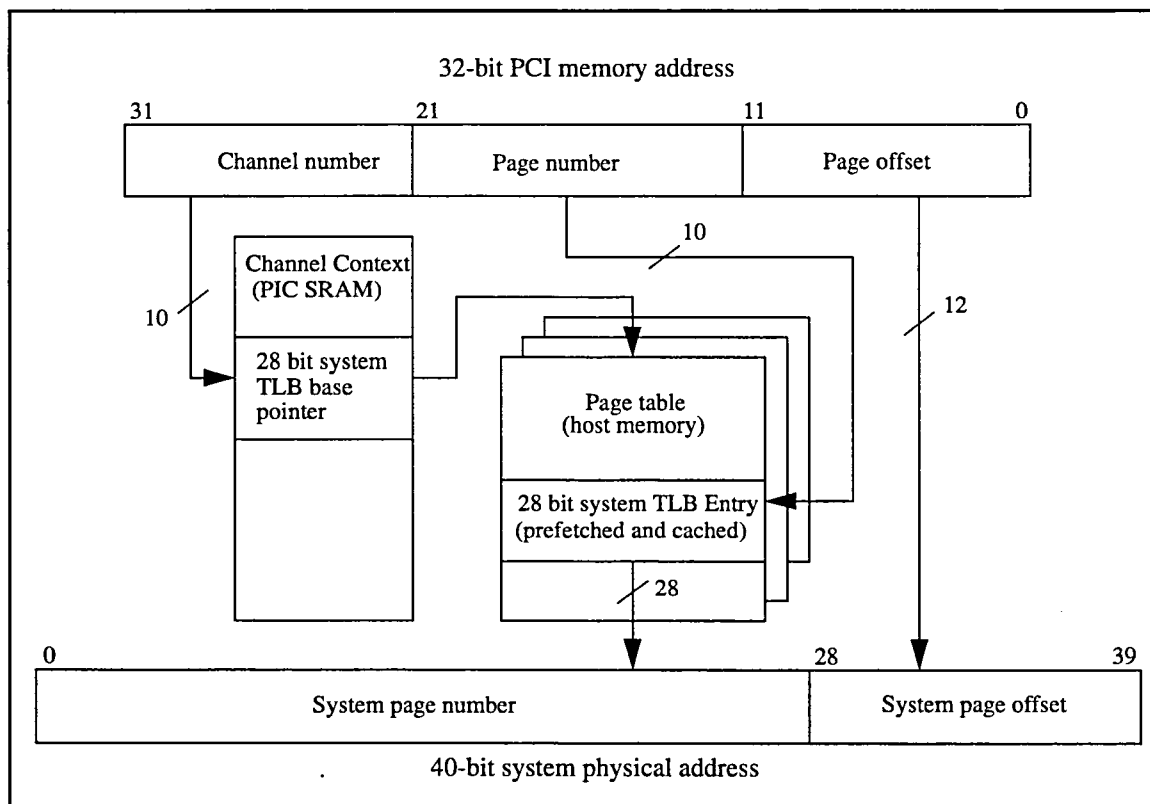 32-bit PCI memory address
31 21 11 0
Channel number Page number Page offset
10
Channel Context
(PIC SRAM)
10
12
28 bit system
TLB base
pointer
Page table
(host memory)
28 bit system TLB Entry
(prefetched and cached)
28
0 28 39
System page number System page offset
40-bit system physical address